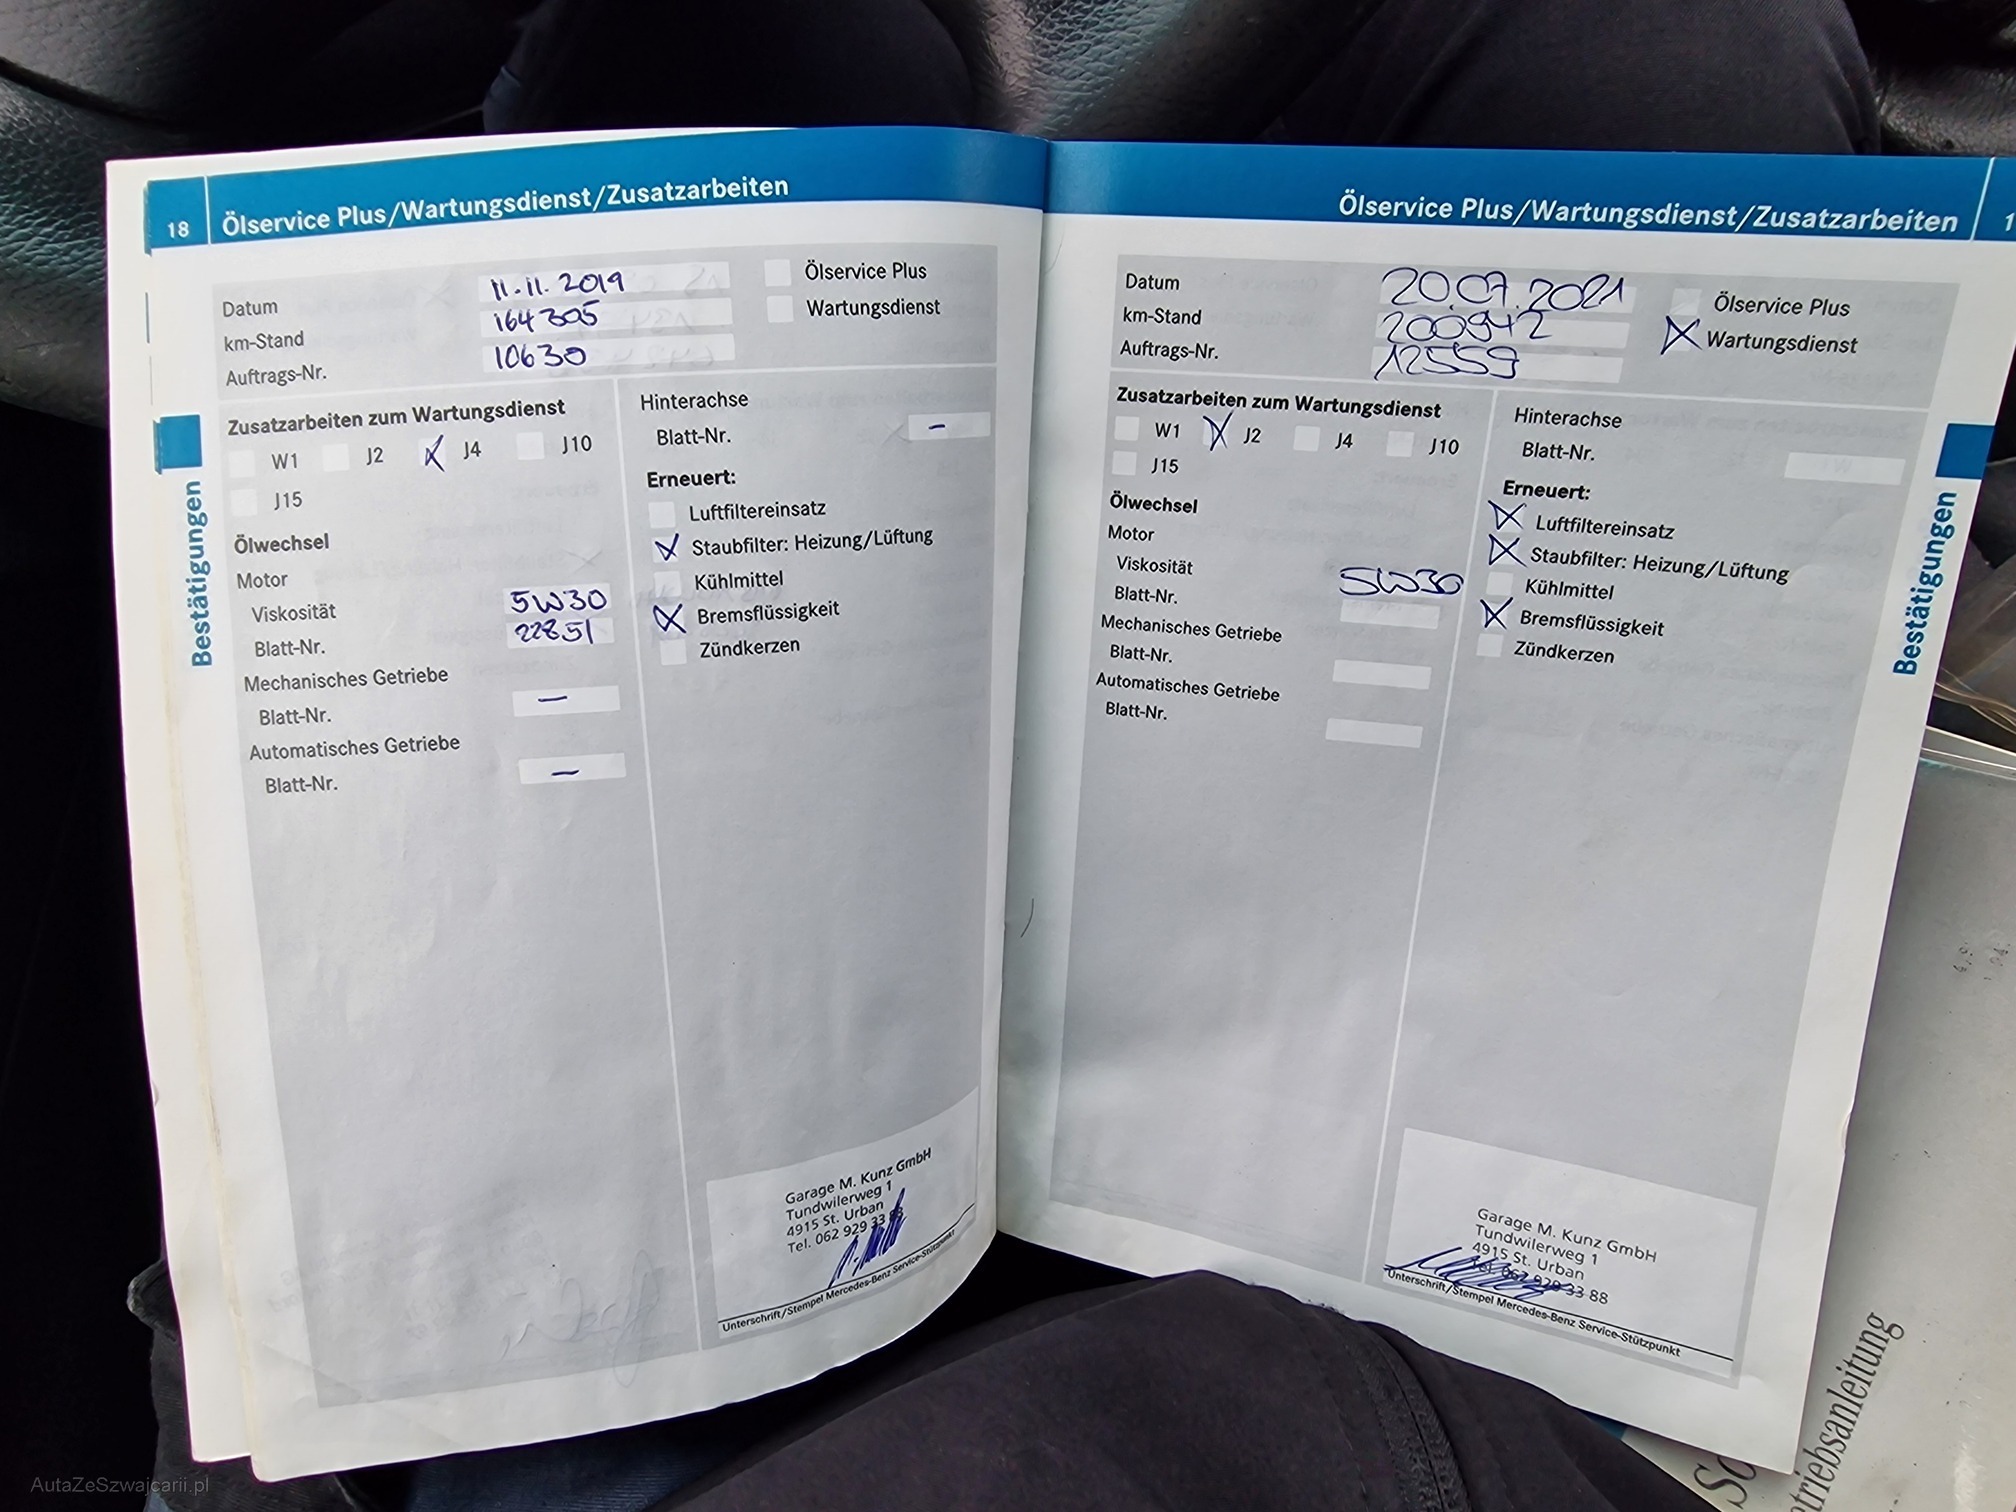 18 Ölservice Plus/Wartungsdienst/Zusatzarbeiten
Datum 11.11.2019
km-Stand 164305
Auftrags-Nr. 10630
Ölservice Plus
Wartungsdienst
Zusatzarbeiten zum Wartungsdienst
W1 J2 J4 J10
J15
Ölwechsel
Motor
Viskosität 5W30
Blatt-Nr. 228.51
Mechanisches Getriebe
Blatt-Nr. –
Automatisches Getriebe
Blatt-Nr. –
Hinterachse
Blatt-Nr. –
Erneuert:
Luftfiltereinsatz
Staubfilter: Heizung/Lüftung
Kühlmittel
Bremsflüssigkeit
Zündkerzen
Garage M. Kunz GmbH
Tundwilerweg 1
4915 St. Urban
Tel. 062 929 33 88
Unterschrift/Stempel Mercedes-Benz Service-Stützpunkt
Bestätigungen
Ölservice Plus/Wartungsdienst/Zusatzarbeiten 1
Datum 20.07.2021
km-Stand 200942
Auftrags-Nr. 12559
Ölservice Plus
Wartungsdienst
Zusatzarbeiten zum Wartungsdienst
W1 J2 J4 J10
J15
Ölwechsel
Motor
Viskosität 5W30
Blatt-Nr.
Mechanisches Getriebe
Blatt-Nr.
Automatisches Getriebe
Blatt-Nr.
Hinterachse
Blatt-Nr.
Erneuert:
Luftfiltereinsatz
Staubfilter: Heizung/Lüftung
Kühlmittel
Bremsflüssigkeit
Zündkerzen
Garage M. Kunz GmbH
Tundwilerweg 1
4915 St. Urban
Tel. 062 929 33 88
Unterschrift/Stempel Mercedes-Benz Service-Stützpunkt
Bestätigungen
triebsanleitung
AutaZeSzwajcarii.pl